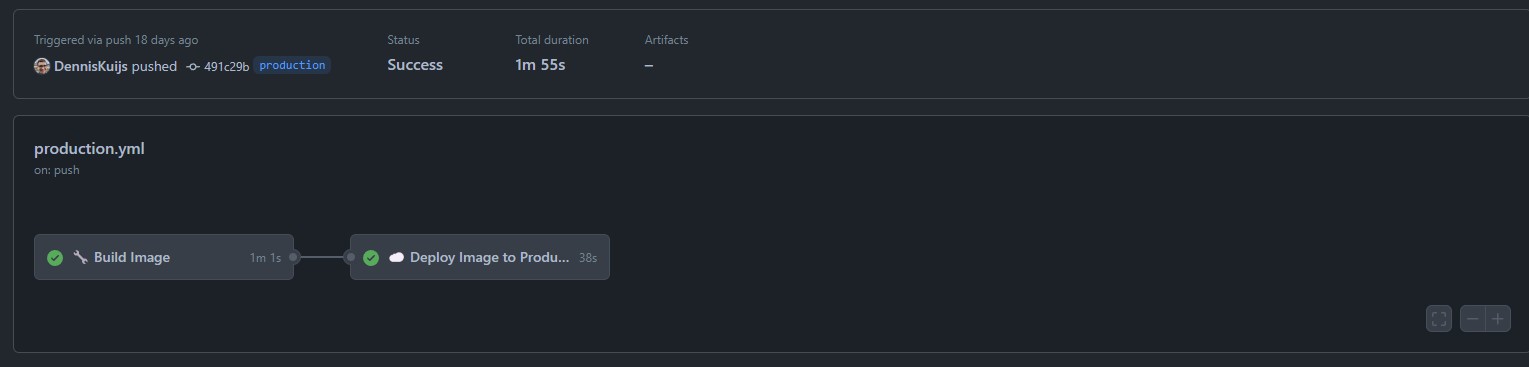 Triggered via push 18 days ago
DennisKuijs pushed 491c29b production
Status
Success
Total duration
1m 55s
Artifacts
–
production.yml
on: push
Build Image 1m 1s
Deploy Image to Produ... 38s